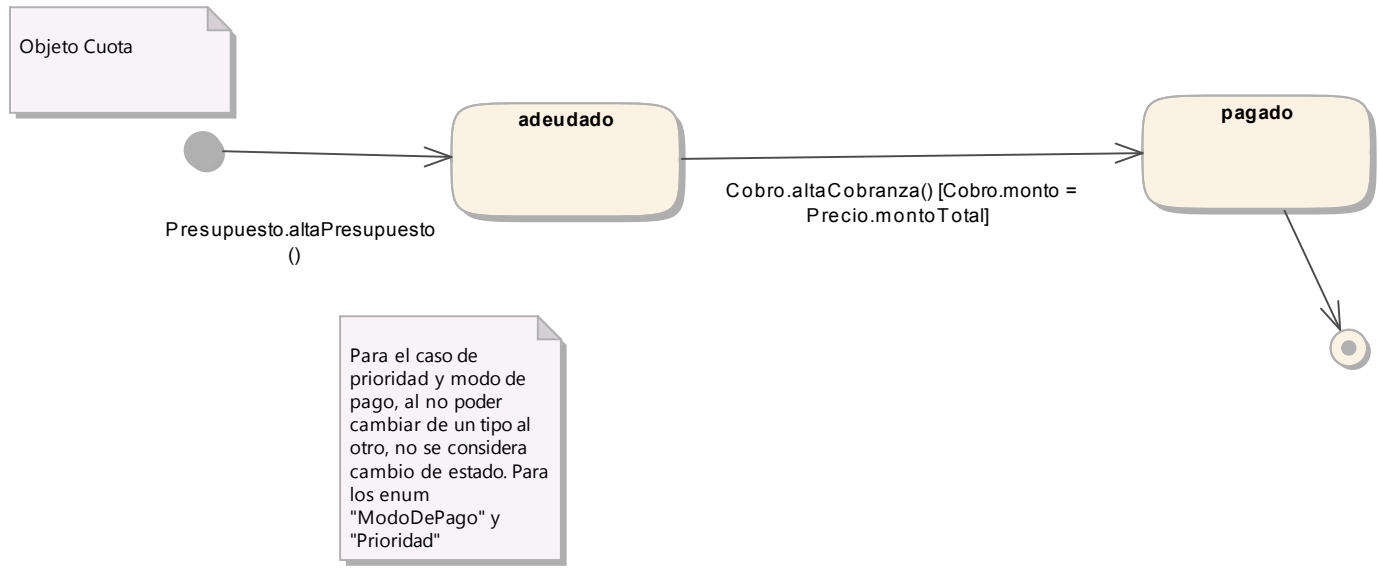 Objeto Cuota
adeudado
pagado
Cobro.altaCobranza() [Cobro.monto =
Precio.montoTotal]
Presupuesto.altaPresupuesto
()
Para el caso de
prioridad y modo de
pago, al no poder
cambiar de un tipo al
otro, no se considera
cambio de estado. Para
los enum
"ModoDePago" y
"Prioridad"